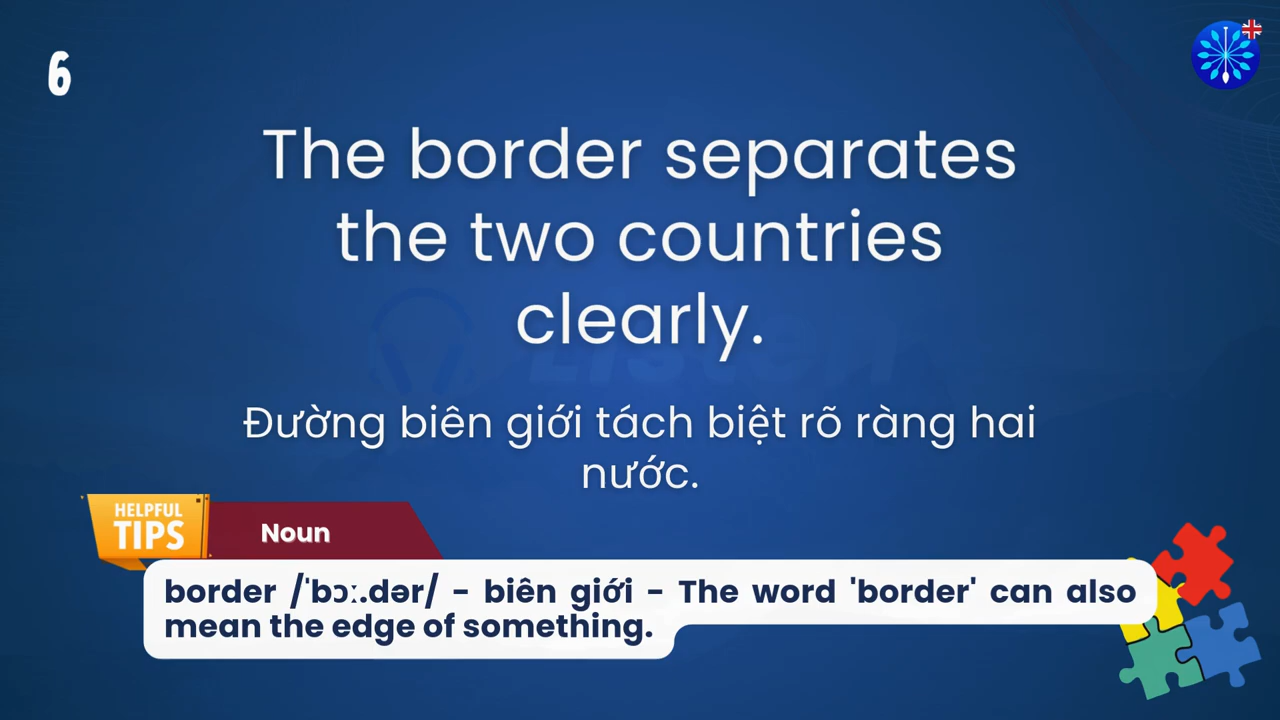 6
The border separates
the two countries
clearly.
Listen
Đường biên giới tách biệt rõ ràng hai
nước.
HELPFUL
TIPS
Noun
border /ˈbɔː.dər/ - biên giới - The word 'border' can also
mean the edge of something.